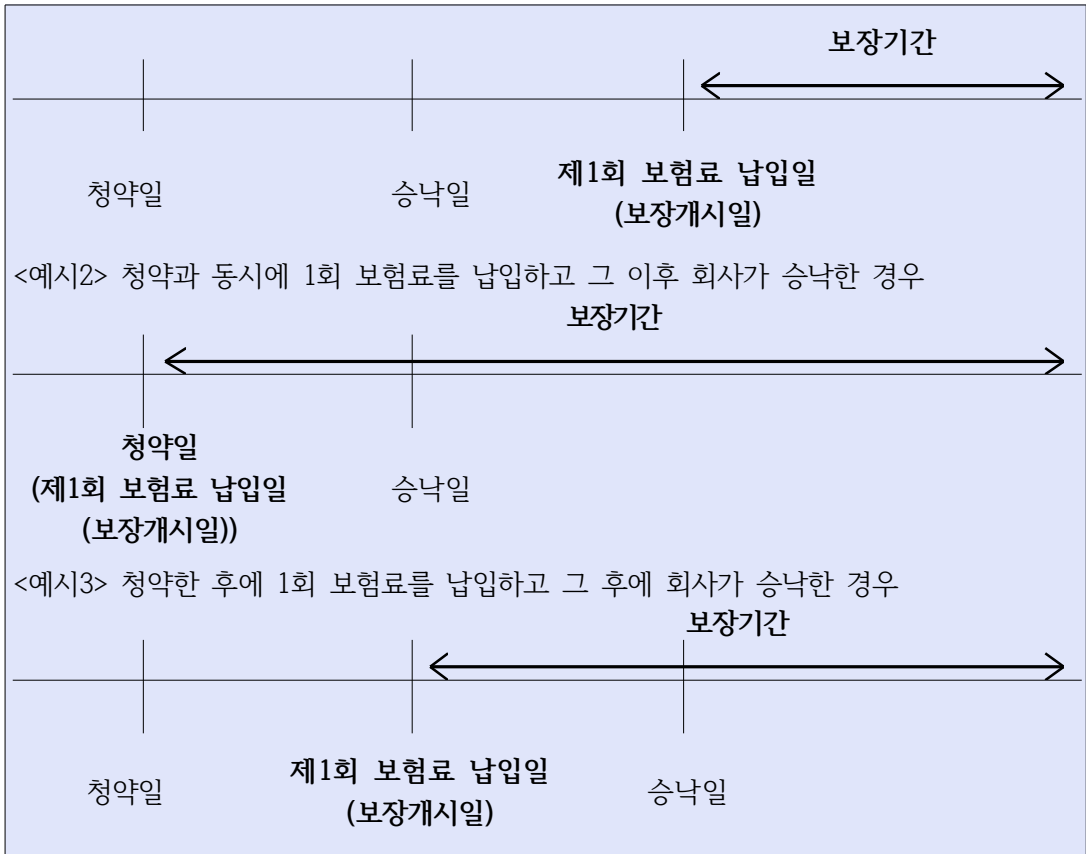 보장기간
청약일
승낙일
제1회 보험료 납입일
(보장개시일)
<예시2> 청약과 동시에 1회 보험료를 납입하고 그 이후 회사가 승낙한 경우
보장기간
청약일
(제1회 보험료 납입일
(보장개시일))
승낙일
<예시3> 청약한 후에 1회 보험료를 납입하고 그 후에 회사가 승낙한 경우
보장기간
청약일
제1회 보험료 납입일
(보장개시일)
승낙일